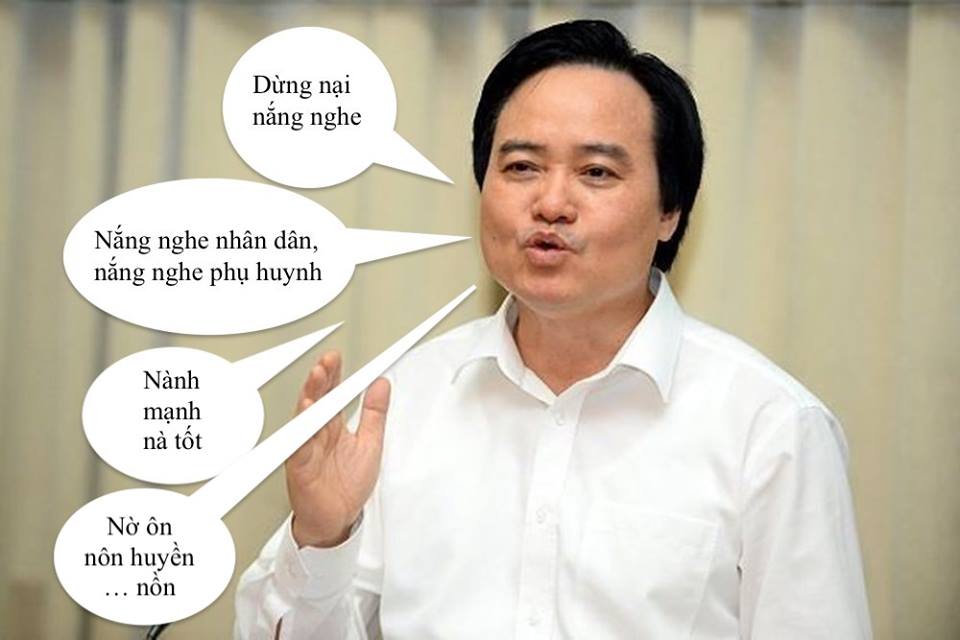 Dừng nại
nắng nghe
Nắng nghe nhân dân,
nắng nghe phụ huynh
Nành
mạnh
nà tốt
Nờ ôn
nôn huyền
… nồn